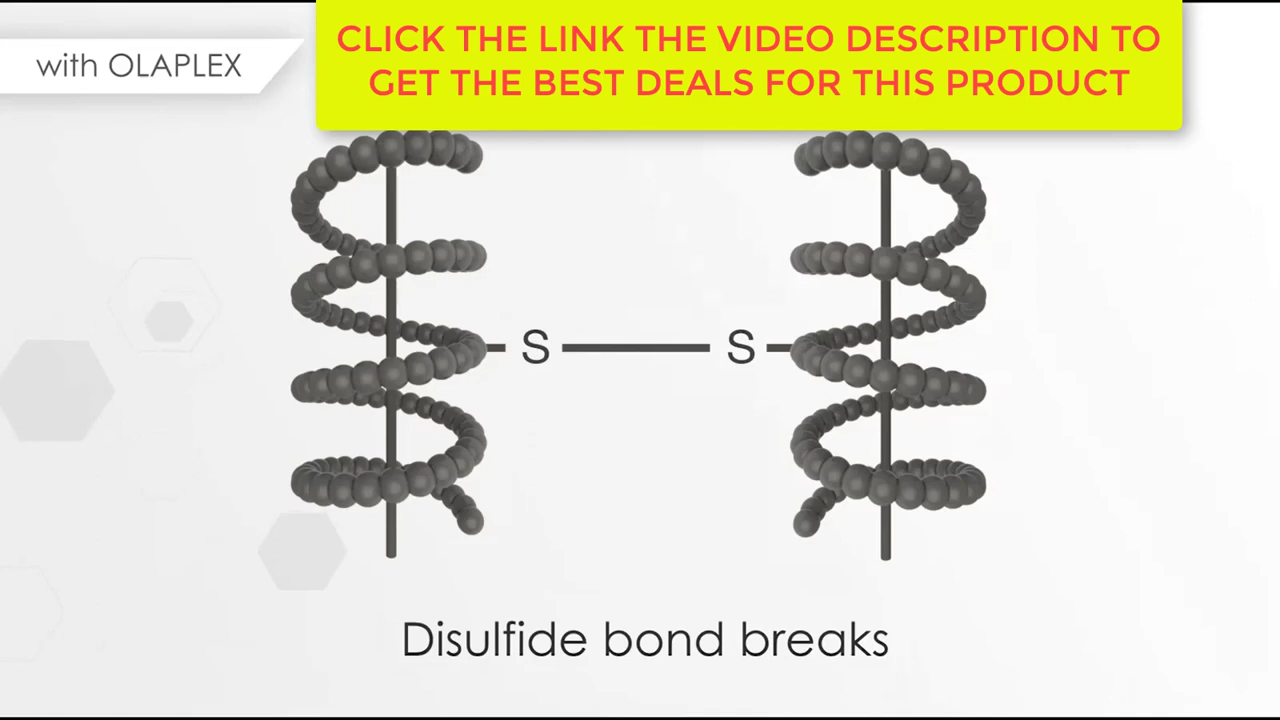 with OLAPLEX
CLICK THE LINK THE VIDEO DESCRIPTION TO
GET THE BEST DEALS FOR THIS PRODUCT
S
S
Disulfide bond breaks